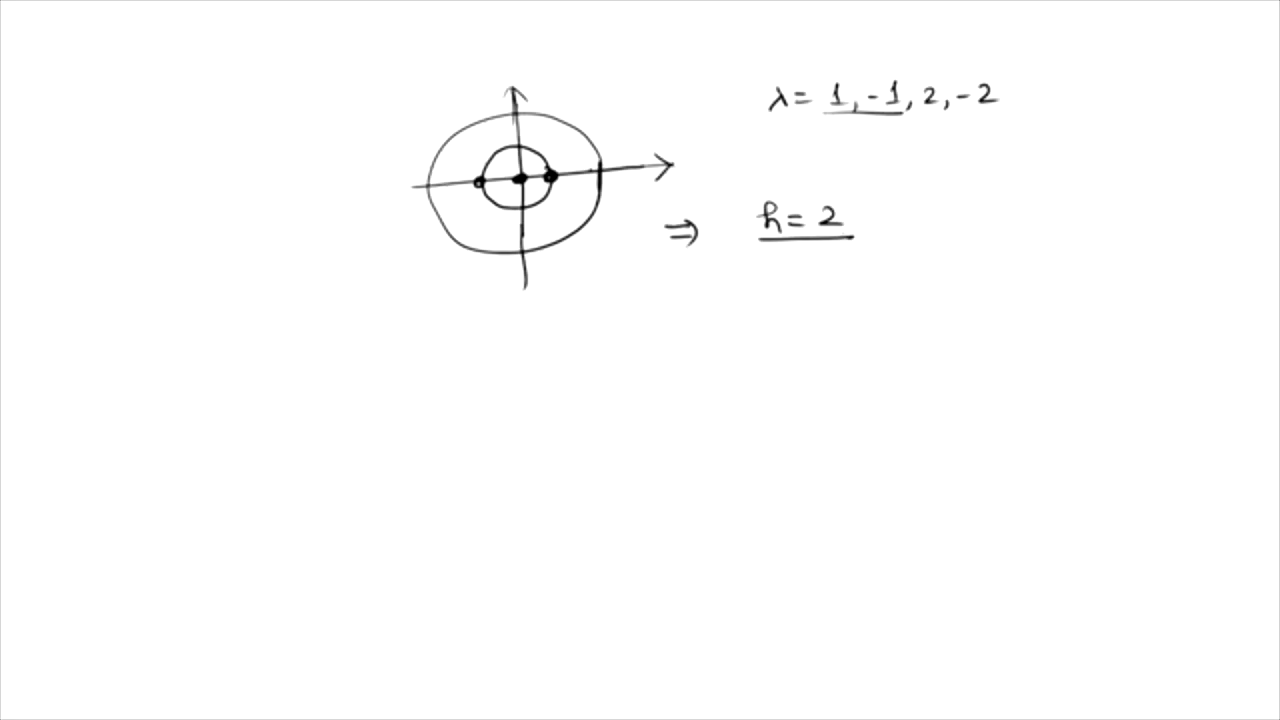 λ = 1, -1, 2, -2
⇒ h = 2